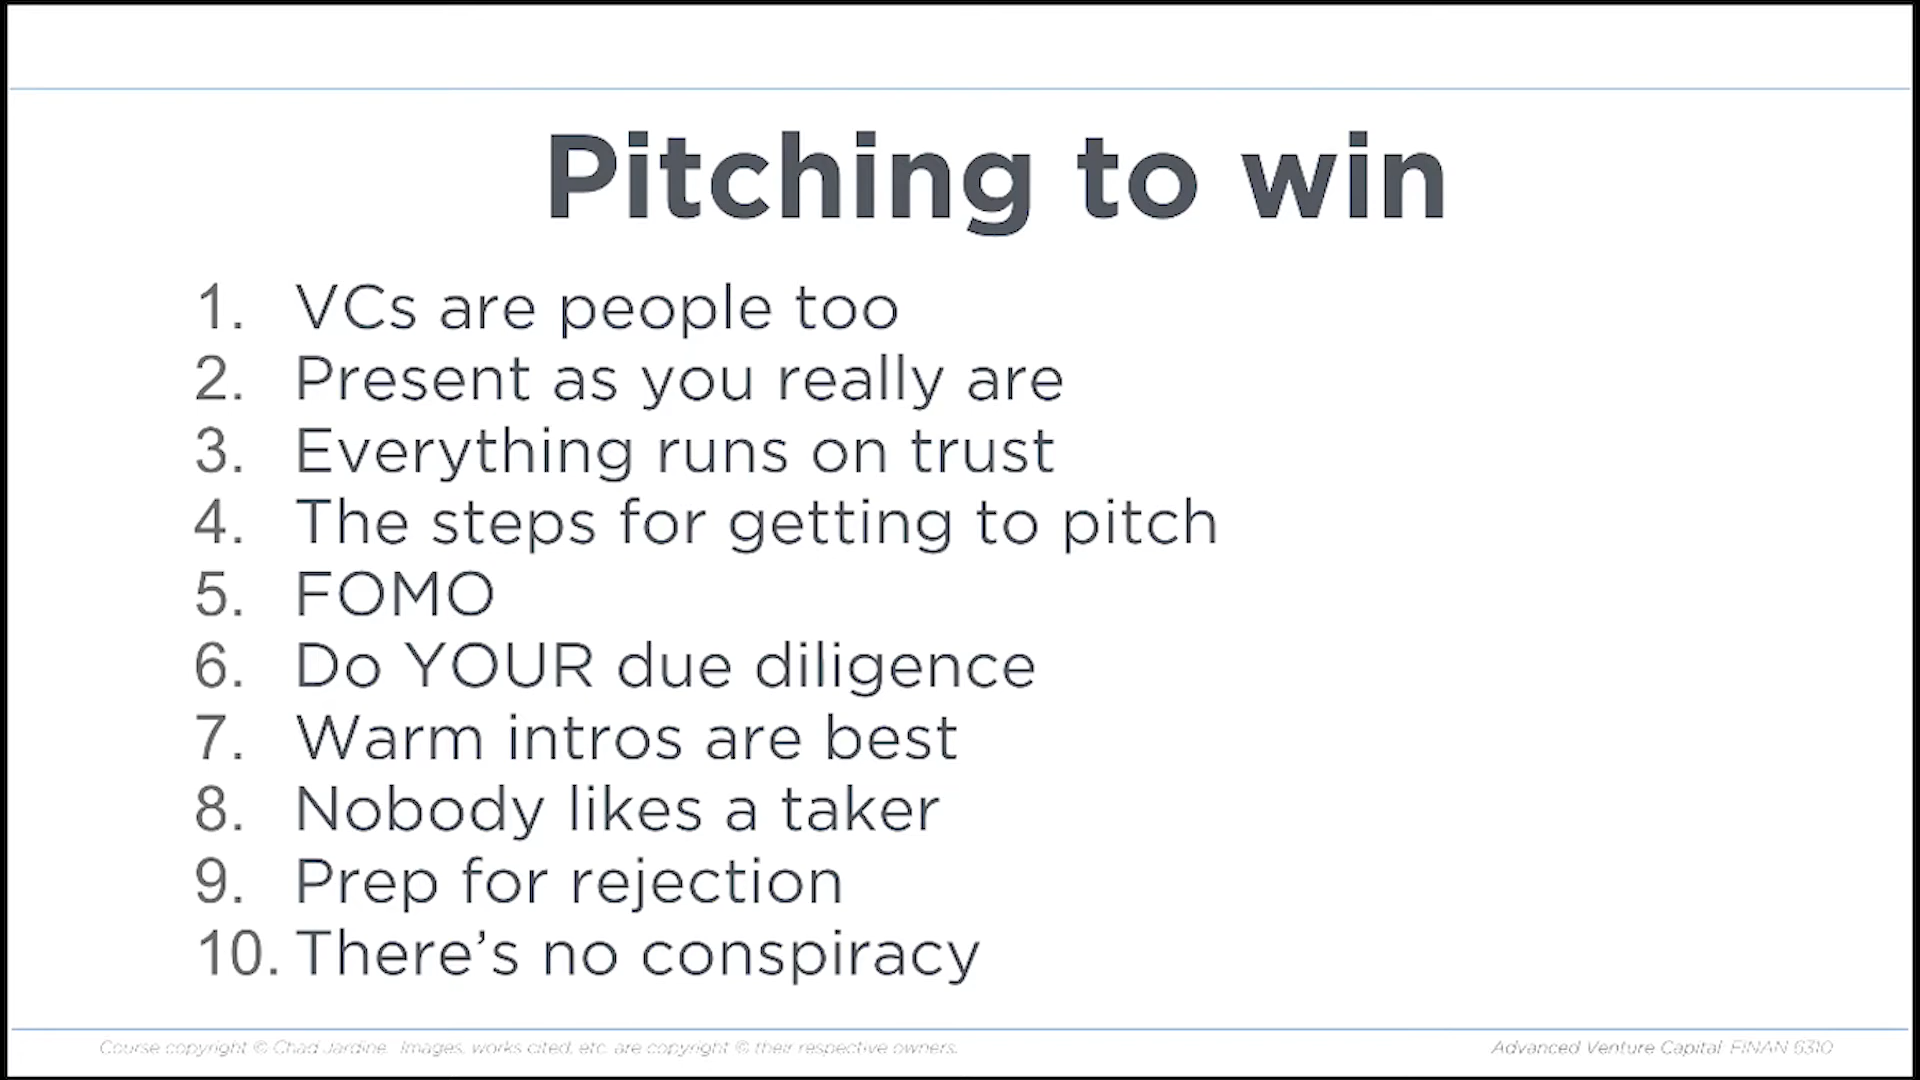 Pitching to win
1. VCs are people too
2. Present as you really are
3. Everything runs on trust
4. The steps for getting to pitch
5. FOMO
6. Do YOUR due diligence
7. Warm intros are best
8. Nobody likes a taker
9. Prep for rejection
10. There's no conspiracy
Course copyright © Chad Jardine. Images, works cited, etc. are copyright © their respective owners.
Advanced Venture Capital FINAN 6310